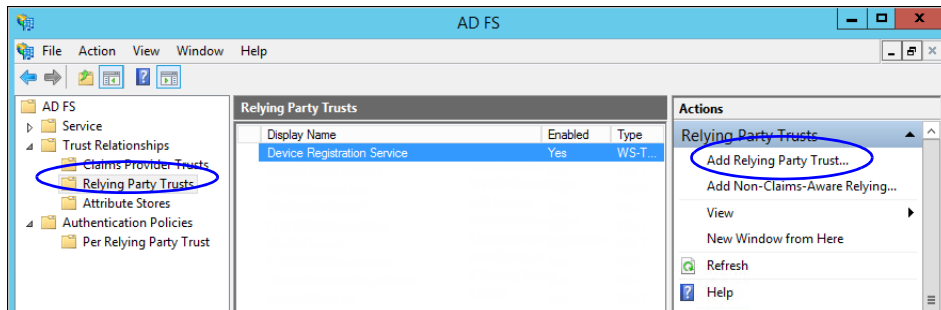 AD FS
File Action View Window Help
AD FS
Service
Trust Relationships
Claims Provider Trusts
Relying Party Trusts
Attribute Stores
Authentication Policies
Per Relying Party Trust
Relying Party Trusts
Display Name Enabled Type
Device Registration Service Yes WS-T...
Actions
Relying Party Trusts
Add Relying Party Trust...
Add Non-Claims-Aware Relying...
View
New Window from Here
Refresh
Help